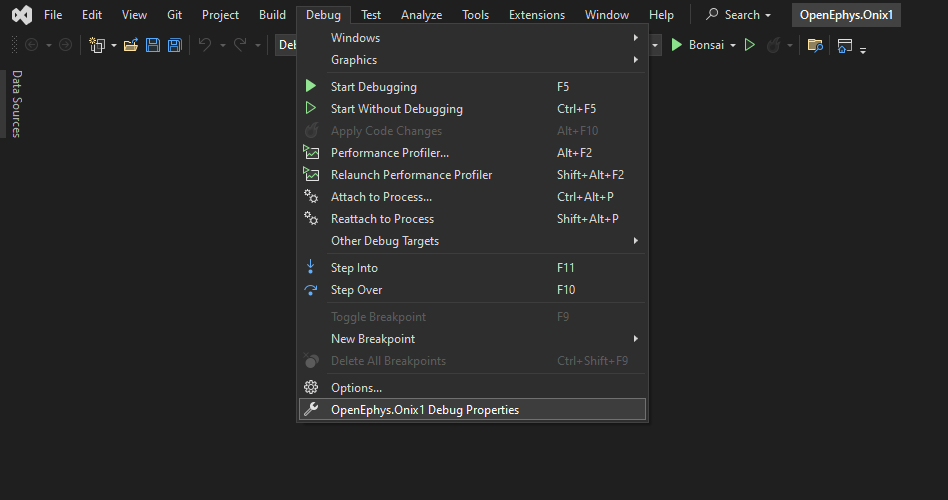 File Edit View Git Project Build Debug Test Analyze Tools Extensions Window Help Search OpenEphys.Onix1
Bonsai
Data Sources
Windows
Graphics
Start Debugging F5
Start Without Debugging Ctrl+F5
Apply Code Changes Alt+F10
Performance Profiler... Alt+F2
Relaunch Performance Profiler Shift+Alt+F2
Attach to Process... Ctrl+Alt+P
Reattach to Process Shift+Alt+P
Other Debug Targets
Step Into F11
Step Over F10
Toggle Breakpoint F9
New Breakpoint
Delete All Breakpoints Ctrl+Shift+F9
Options...
OpenEphys.Onix1 Debug Properties